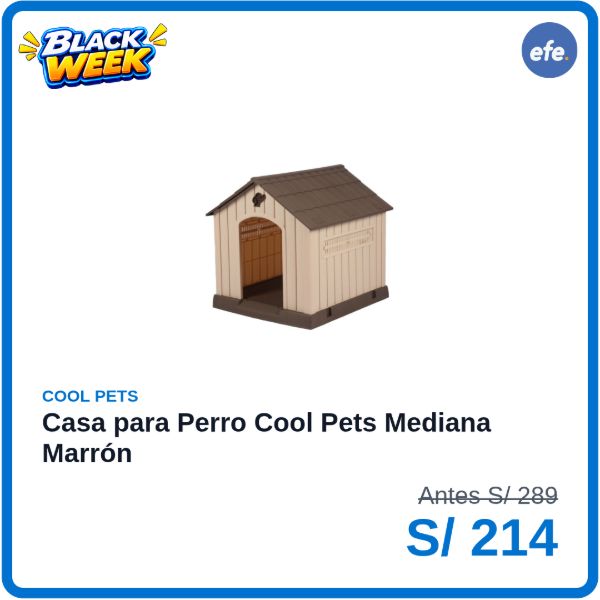 BLACK
WEEK
efe.
COOL PETS
Casa para Perro Cool Pets Mediana
Marrón
Antes S/ 289
S/ 214